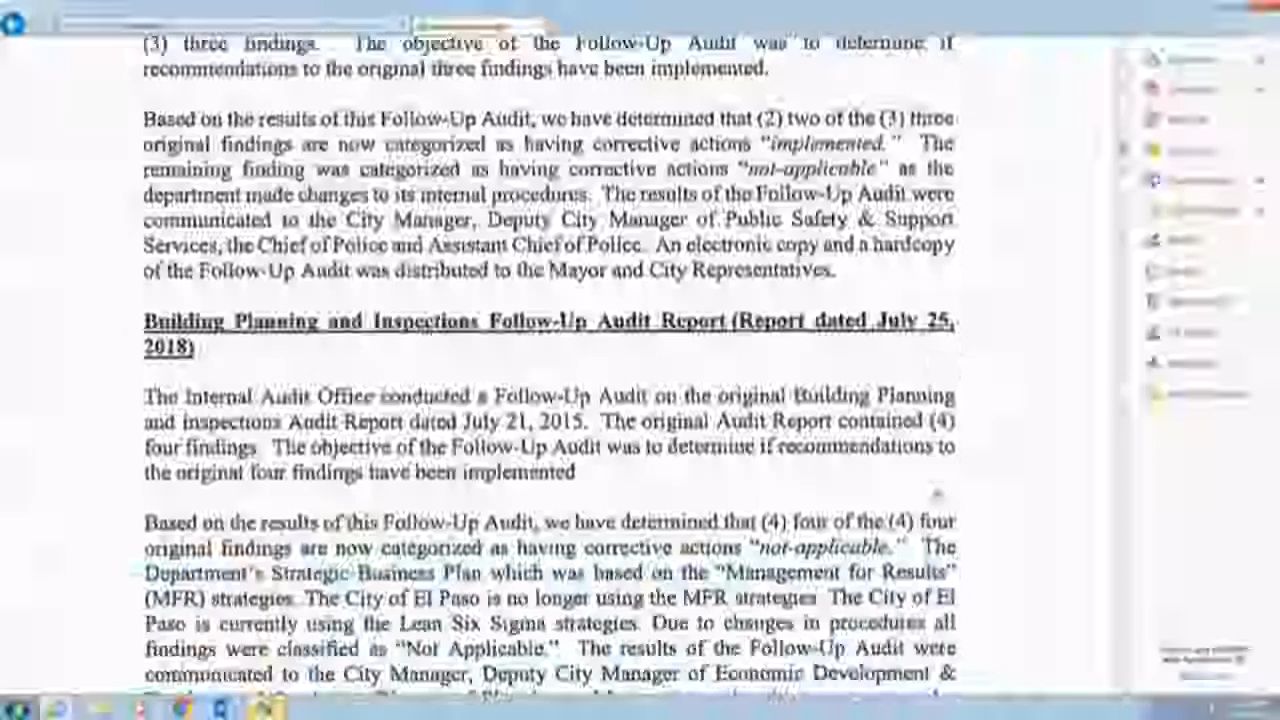 (3) three findings. The objective of the Follow-Up Audit was to determine if
recommendations to the original three findings have been implemented.
Based on the results of this Follow-Up Audit, we have determined that (2) two of the (3) three
original findings are now categorized as having corrective actions "implemented." The
remaining finding was categorized as having corrective actions "not-applicable" as the
department made changes to its internal procedures. The results of the Follow-Up Audit were
communicated to the City Manager, Deputy City Manager of Public Safety & Support
Services, the Chief of Police and Assistant Chief of Police. An electronic copy and a hardcopy
of the Follow-Up Audit was distributed to the Mayor and City Representatives.
Building Planning and Inspections Follow-Up Audit Report (Report dated July 25,
2018)
The Internal Audit Office conducted a Follow-Up Audit on the original Building Planning
and inspections Audit Report dated July 21, 2015. The original Audit Report contained (4)
four findings. The objective of the Follow-Up Audit was to determine if recommendations to
the original four findings have been implemented
Based on the results of this Follow-Up Audit, we have determined that (4) four of the (4) four
original findings are now categorized as having corrective actions "not-applicable." The
Department's Strategic Business Plan which was based on the "Management for Results"
(MFR) strategies. The City of El Paso is no longer using the MFR strategies. The City of El
Paso is currently using the Lean Six Sigma strategies. Due to changes in procedures all
findings were classified as "Not Applicable." The results of the Follow-Up Audit were
communicated to the City Manager, Deputy City Manager of Economic Development &